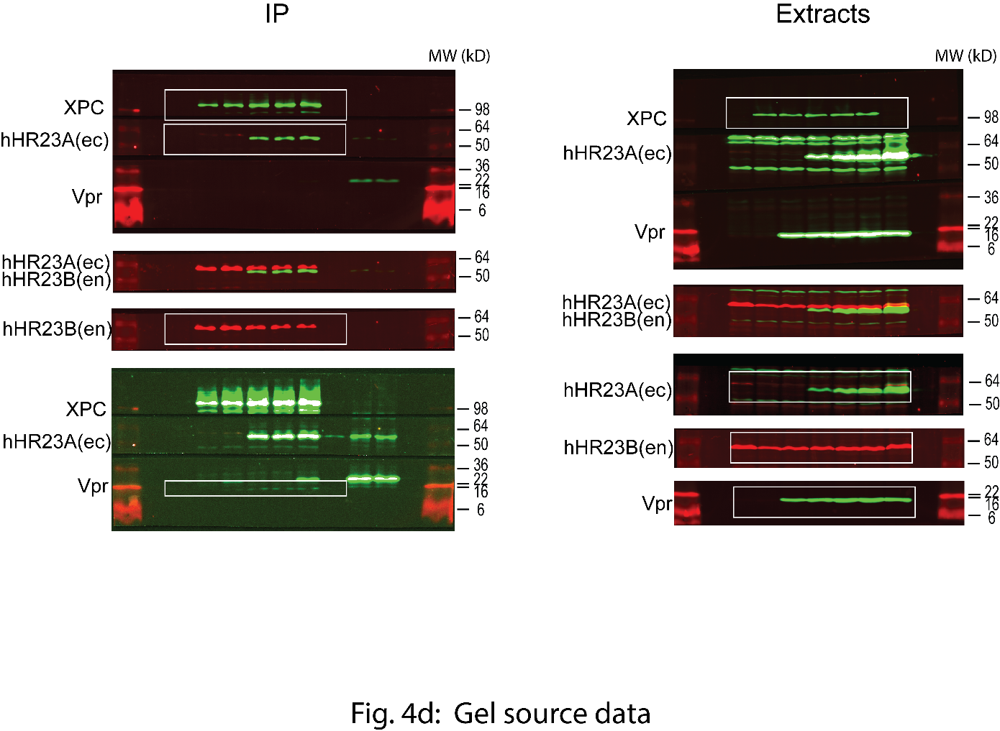 IP
MW (kD)
XPC
hHR23A(ec)
Vpr
98
64
50
36
22
16
6
hHR23A(ec)
hHR23B(en)
64
50
hHR23B(en)
64
50
XPC
hHR23A(ec)
Vpr
98
64
50
36
22
16
6
Extracts
MW (kD)
XPC
hHR23A(ec)
Vpr
98
64
50
36
22
16
6
hHR23A(ec)
hHR23B(en)
64
50
hHR23A(ec)
64
50
hHR23B(en)
64
50
Vpr
22
16
6
Fig. 4d: Gel source data